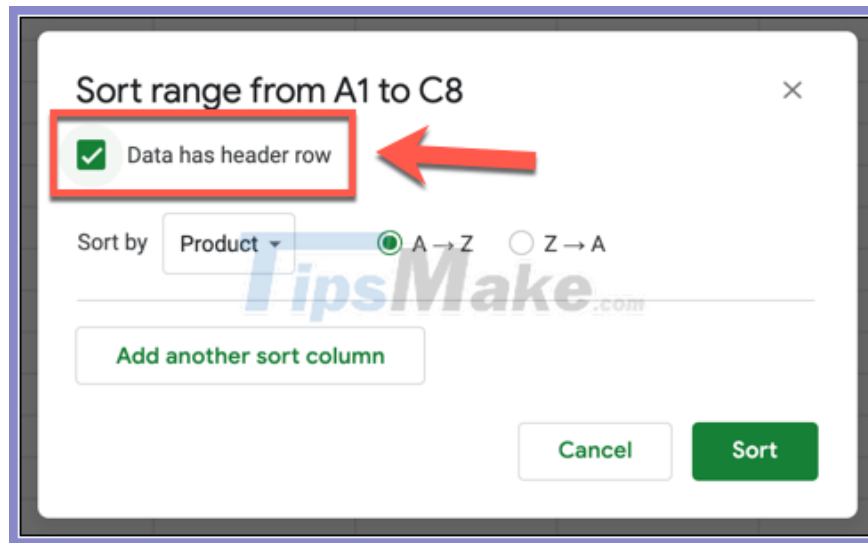 Sort range from A1 to C8
Data has header row
Sort by Product A → Z Z → A
TipsMake.com
Add another sort column
Cancel Sort